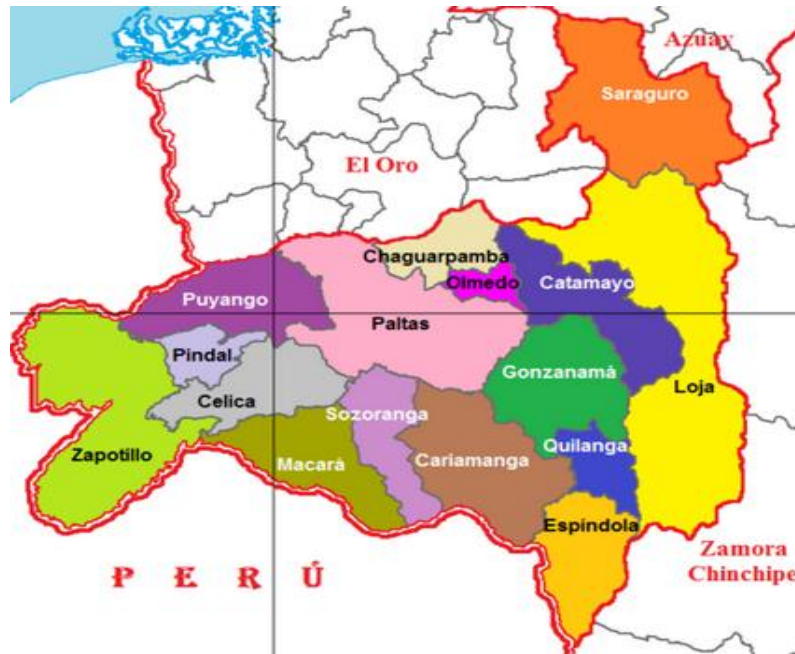 Azuay
Saraguro
El Oro
Chaguarpamba
Olmedo
Catamayo
Puyango
Paltas
Pindal
Gonzanamá
Loja
Celica
Sozoranga
Quilanga
Zapotillo
Macará
Cariamanga
Espíndola
Zamora
Chinchipe
P E R Ú